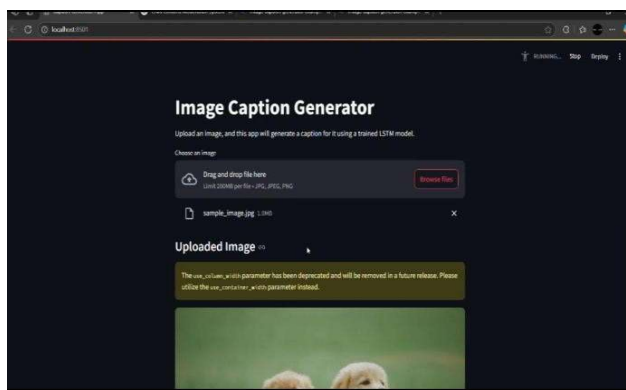 localhost:8501
RUNNING... Stop Deploy
Image Caption Generator
Upload an image, and this app will generate a caption for it using a trained LSTM model.
Choose an image
Drag and drop file here
Limit 200MB per file • JPG, JPEG, PNG
Browse files
sample_image.jpg 1.0MB
Uploaded Image
The use_column_width parameter has been deprecated and will be removed in a future release. Please
utilize the use_container_width parameter instead.